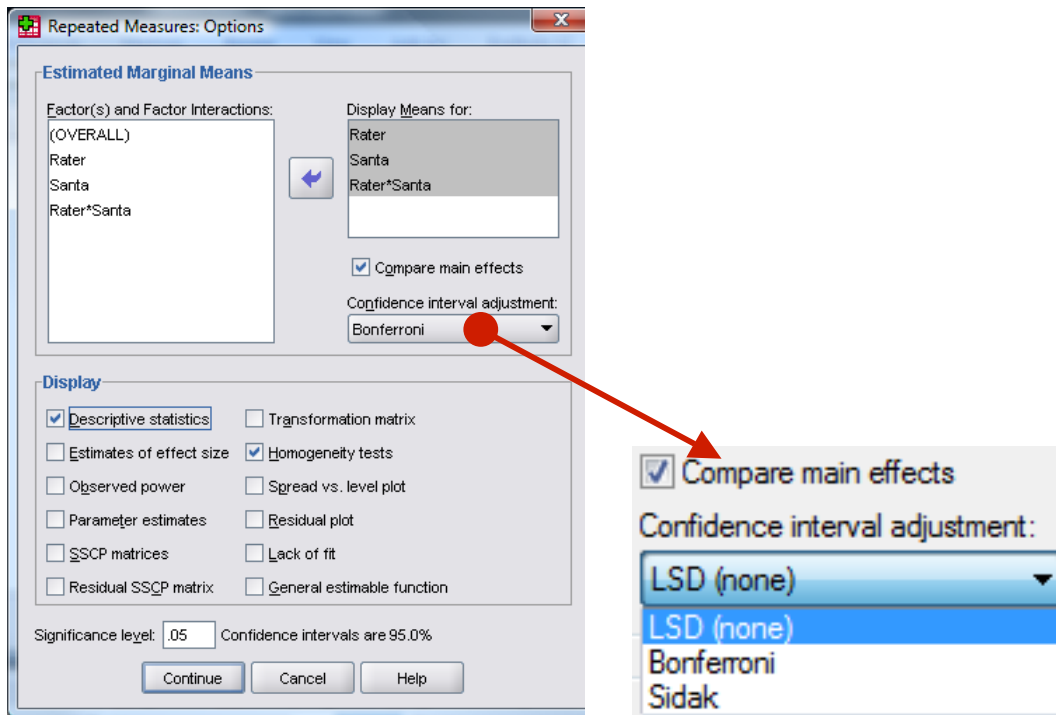 Repeated Measures: Options
Estimated Marginal Means
Factor(s) and Factor Interactions:
(OVERALL)
Rater
Santa
Rater*Santa
Display Means for:
Rater
Santa
Rater*Santa
Compare main effects
Confidence interval adjustment:
Bonferroni
Display
Descriptive statistics
Transformation matrix
Estimates of effect size
Homogeneity tests
Observed power
Spread vs. level plot
Parameter estimates
Residual plot
SSCP matrices
Lack of fit
Residual SSCP matrix
General estimable function
Significance level: .05 Confidence intervals are 95.0%
Continue
Cancel
Help
Compare main effects
Confidence interval adjustment:
LSD (none)
LSD (none)
Bonferroni
Sidak